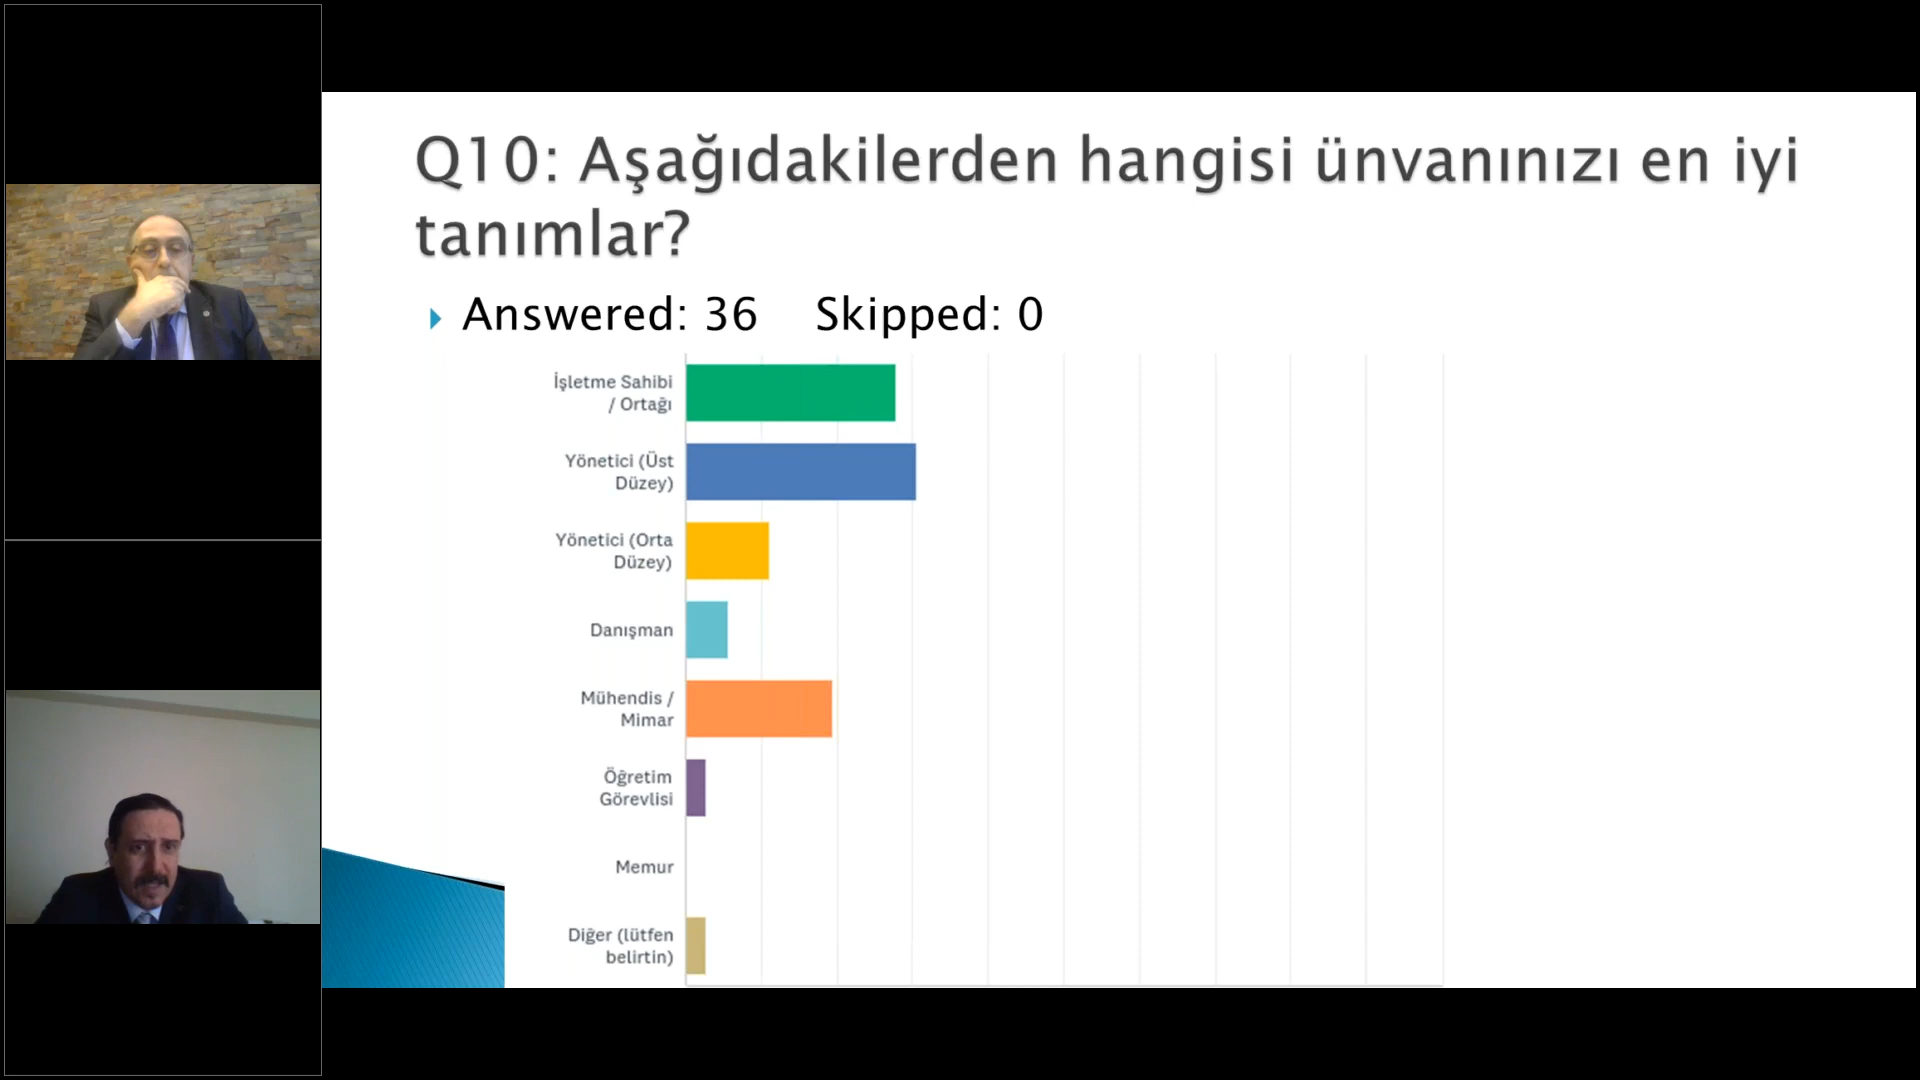 Q10: Aşağıdakilerden hangisi ünvanınızı en iyi
tanımlar?
Answered: 36 Skipped: 0
İşletme Sahibi
/ Ortağı
Yönetici (Üst
Düzey)
Yönetici (Orta
Düzey)
Danışman
Mühendis /
Mimar
Öğretim
Görevlisi
Memur
Diğer (lütfen
belirtin)